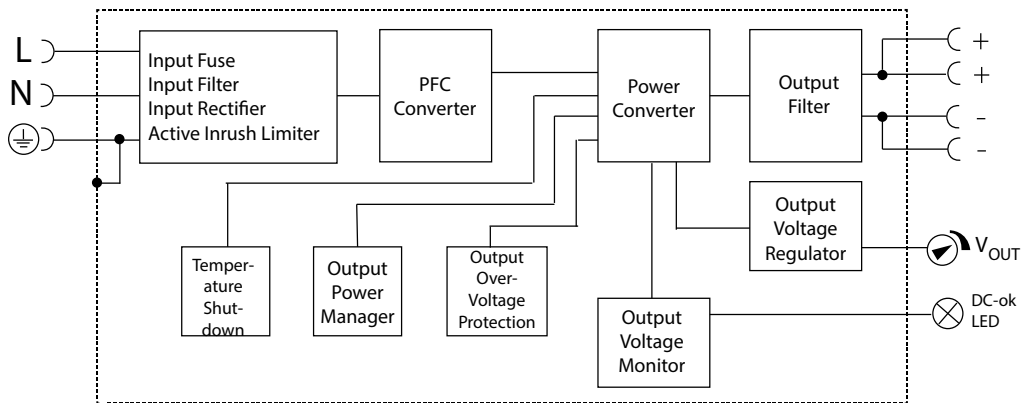 L
N
Input Fuse
Input Filter
Input Rectifier
Active Inrush Limiter
PFC
Converter
Power
Converter
Output
Filter
+
+
–
–
Temper-
ature
Shut-
down
Output
Power
Manager
Output
Over-
Voltage
Protection
Output
Voltage
Regulator
VOUT
Output
Voltage
Monitor
DC-ok
LED